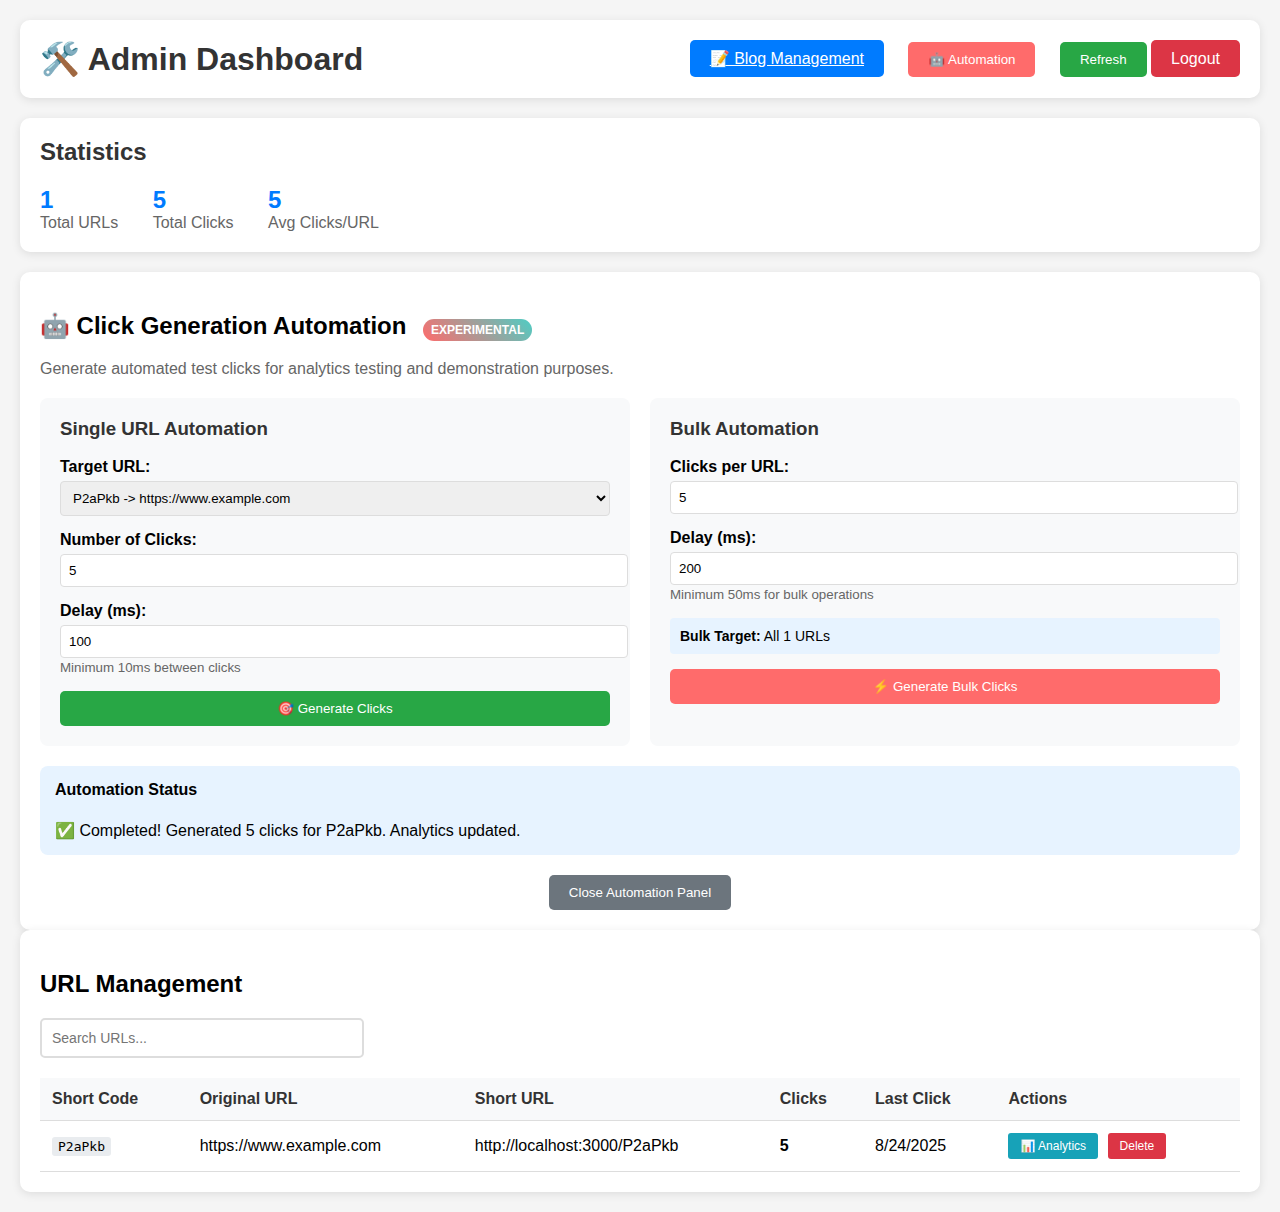 🛠️ Admin Dashboard
📝 Blog Management
🤖 Automation
Refresh
Logout
Statistics
1 5 5
Total URLs Total Clicks Avg Clicks/URL
🤖 Click Generation Automation EXPERIMENTAL
Generate automated test clicks for analytics testing and demonstration purposes.
Single URL Automation
Target URL:
P2aPkb -> https://www.example.com
Number of Clicks:
5
Delay (ms):
100
Minimum 10ms between clicks
🎯 Generate Clicks
Bulk Automation
Clicks per URL:
5
Delay (ms):
200
Minimum 50ms for bulk operations
Bulk Target: All 1 URLs
⚡ Generate Bulk Clicks
Automation Status
✅ Completed! Generated 5 clicks for P2aPkb. Analytics updated.
Close Automation Panel
URL Management
Search URLs...
Short Code Original URL Short URL Clicks Last Click Actions
P2aPkb https://www.example.com http://localhost:3000/P2aPkb 5 8/24/2025 📊 Analytics Delete